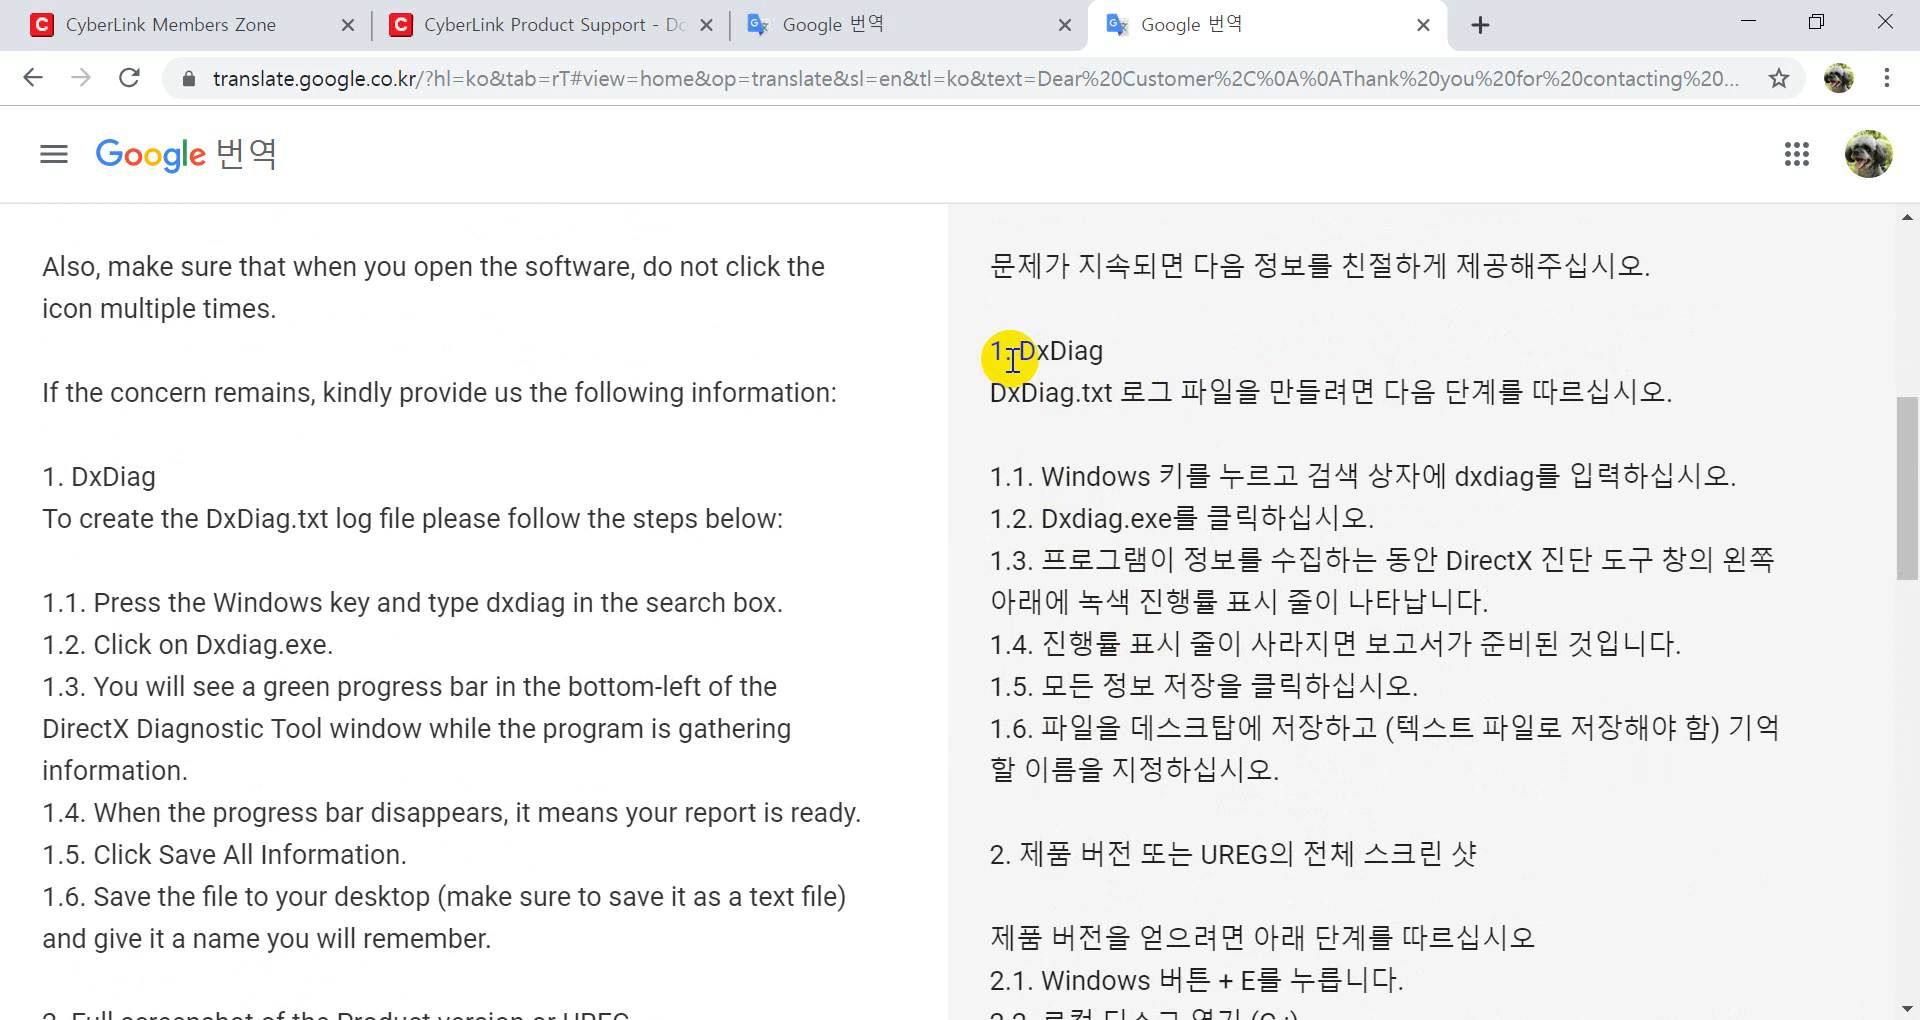 CyberLink Members Zone
CyberLink Product Support - Do
Google 번역
Google 번역
translate.google.co.kr/?hl=ko&tab=rT#view=home&op=translate&sl=en&tl=ko&text=Dear%20Customer%2C%0A%0AThank%20you%20for%20contacting%20...
Google 번역
Also, make sure that when you open the software, do not click the
icon multiple times.
If the concern remains, kindly provide us the following information:
1. DxDiag
To create the DxDiag.txt log file please follow the steps below:
1.1. Press the Windows key and type dxdiag in the search box.
1.2. Click on Dxdiag.exe.
1.3. You will see a green progress bar in the bottom-left of the
DirectX Diagnostic Tool window while the program is gathering
information.
1.4. When the progress bar disappears, it means your report is ready.
1.5. Click Save All Information.
1.6. Save the file to your desktop (make sure to save it as a text file)
and give it a name you will remember.
2. Full screenshot of the Product version or UREG
문제가 지속되면 다음 정보를 친절하게 제공해주십시오.
1. DxDiag
DxDiag.txt 로그 파일을 만들려면 다음 단계를 따르십시오.
1.1. Windows 키를 누르고 검색 상자에 dxdiag를 입력하십시오.
1.2. Dxdiag.exe를 클릭하십시오.
1.3. 프로그램이 정보를 수집하는 동안 DirectX 진단 도구 창의 왼쪽
아래에 녹색 진행률 표시 줄이 나타납니다.
1.4. 진행률 표시 줄이 사라지면 보고서가 준비된 것입니다.
1.5. 모든 정보 저장을 클릭하십시오.
1.6. 파일을 데스크탑에 저장하고 (텍스트 파일로 저장해야 함) 기억
할 이름을 지정하십시오.
2. 제품 버전 또는 UREG의 전체 스크린 샷
제품 버전을 얻으려면 아래 단계를 따르십시오
2.1. Windows 버튼 + E를 누릅니다.
2.2. 로컬 디스크 열기 (C:)